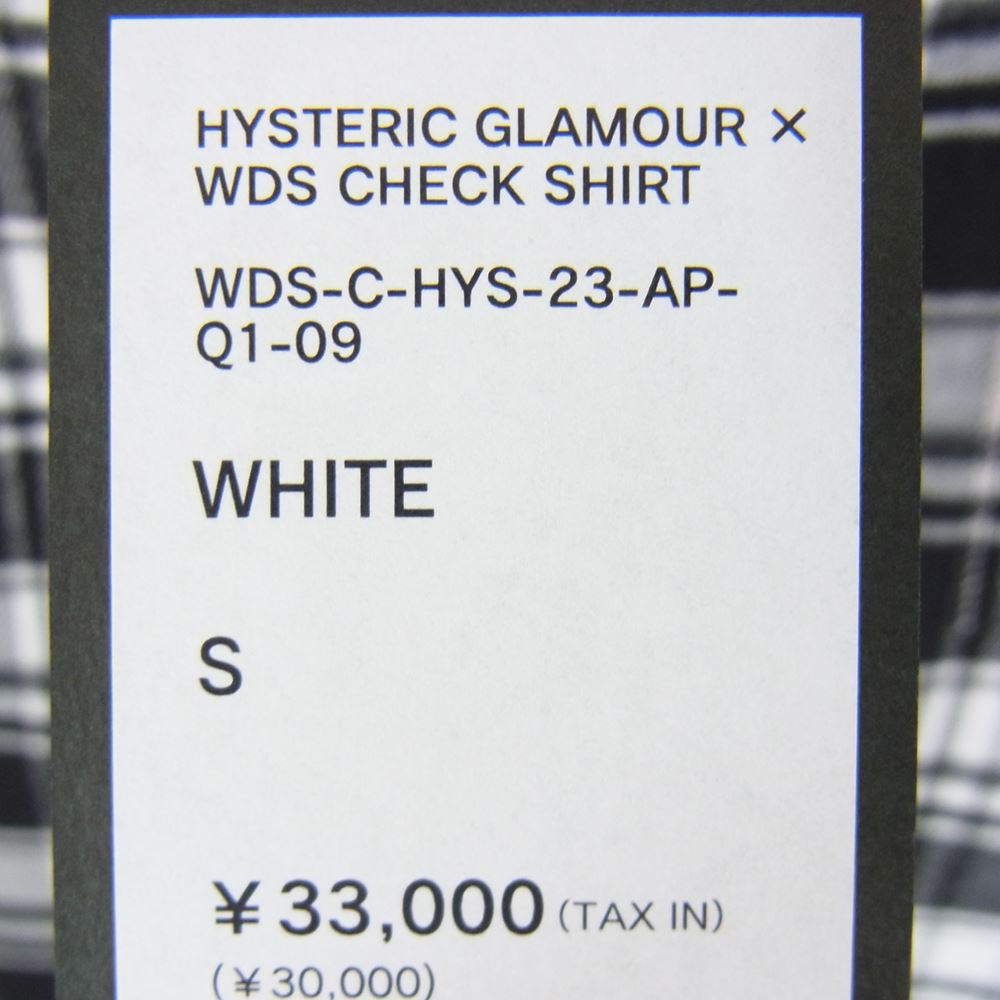 HYSTERIC GLAMOUR ×
WDS CHECK SHIRT
WDS-C-HYS-23-AP-
Q1-09
WHITE
S
¥33,000 (TAX IN)
(¥30,000)